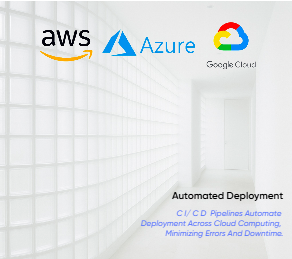 aws
Azure
Google Cloud
Automated Deployment
C I / C D Pipelines Automate
Deployment Across Cloud Computing,
Minimizing Errors And Downtime.